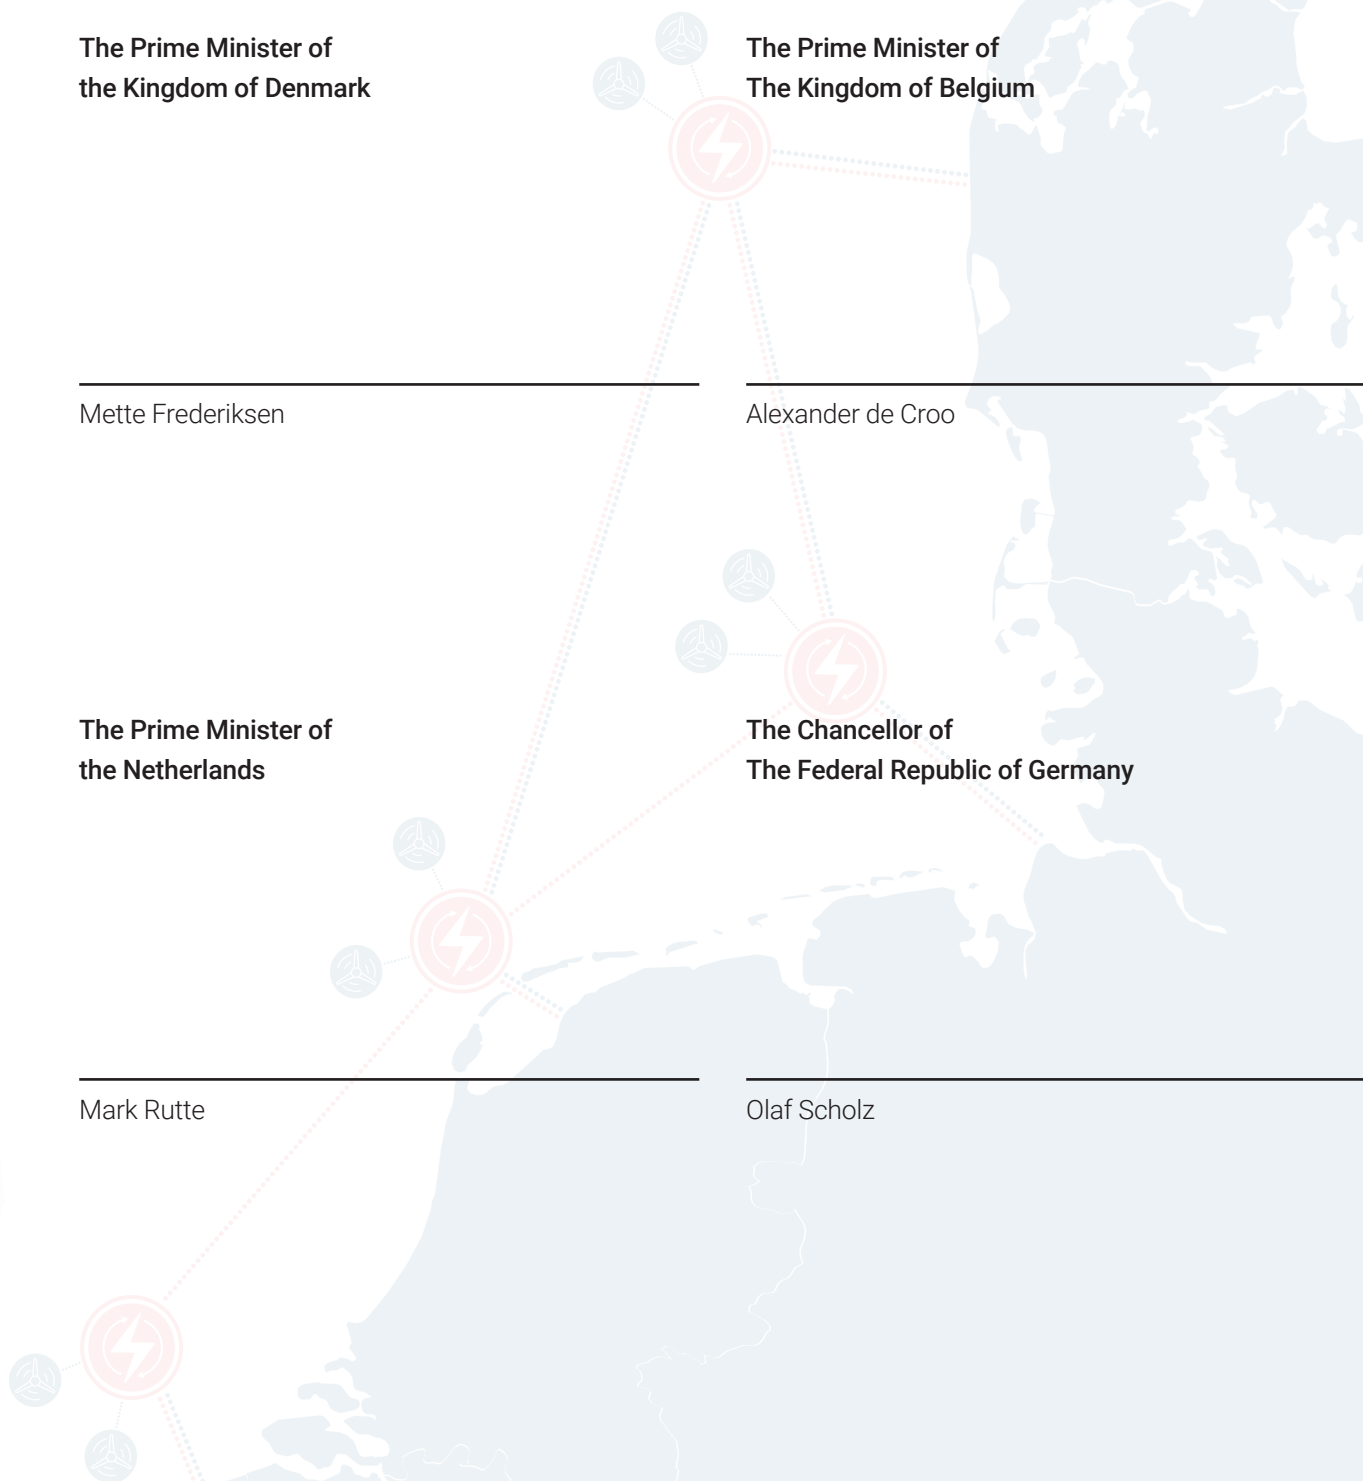 The Prime Minister of
the Kingdom of Denmark
The Prime Minister of
The Kingdom of Belgium
Mette Frederiksen
Alexander de Croo
The Prime Minister of
the Netherlands
The Chancellor of
The Federal Republic of Germany
Mark Rutte
Olaf Scholz